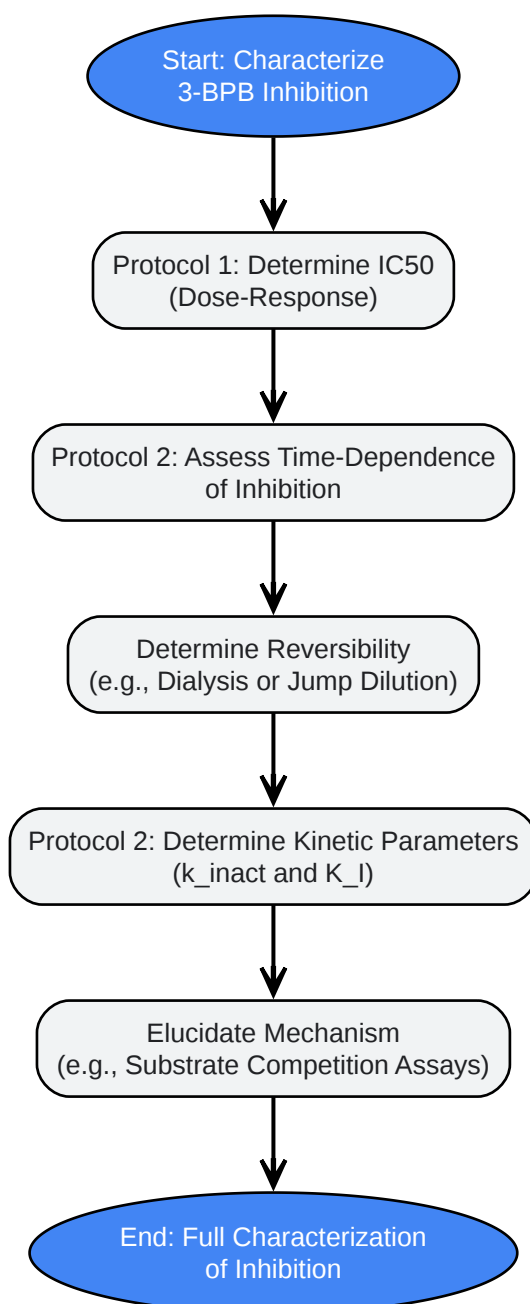 Start: Characterize
3-BPB Inhibition
Protocol 1: Determine IC50
(Dose-Response)
Protocol 2: Assess Time-Dependence
of Inhibition
Determine Reversibility
(e.g., Dialysis or Jump Dilution)
Protocol 2: Determine Kinetic Parameters
(k_inact and K_I)
Elucidate Mechanism
(e.g., Substrate Competition Assays)
End: Full Characterization
of Inhibition